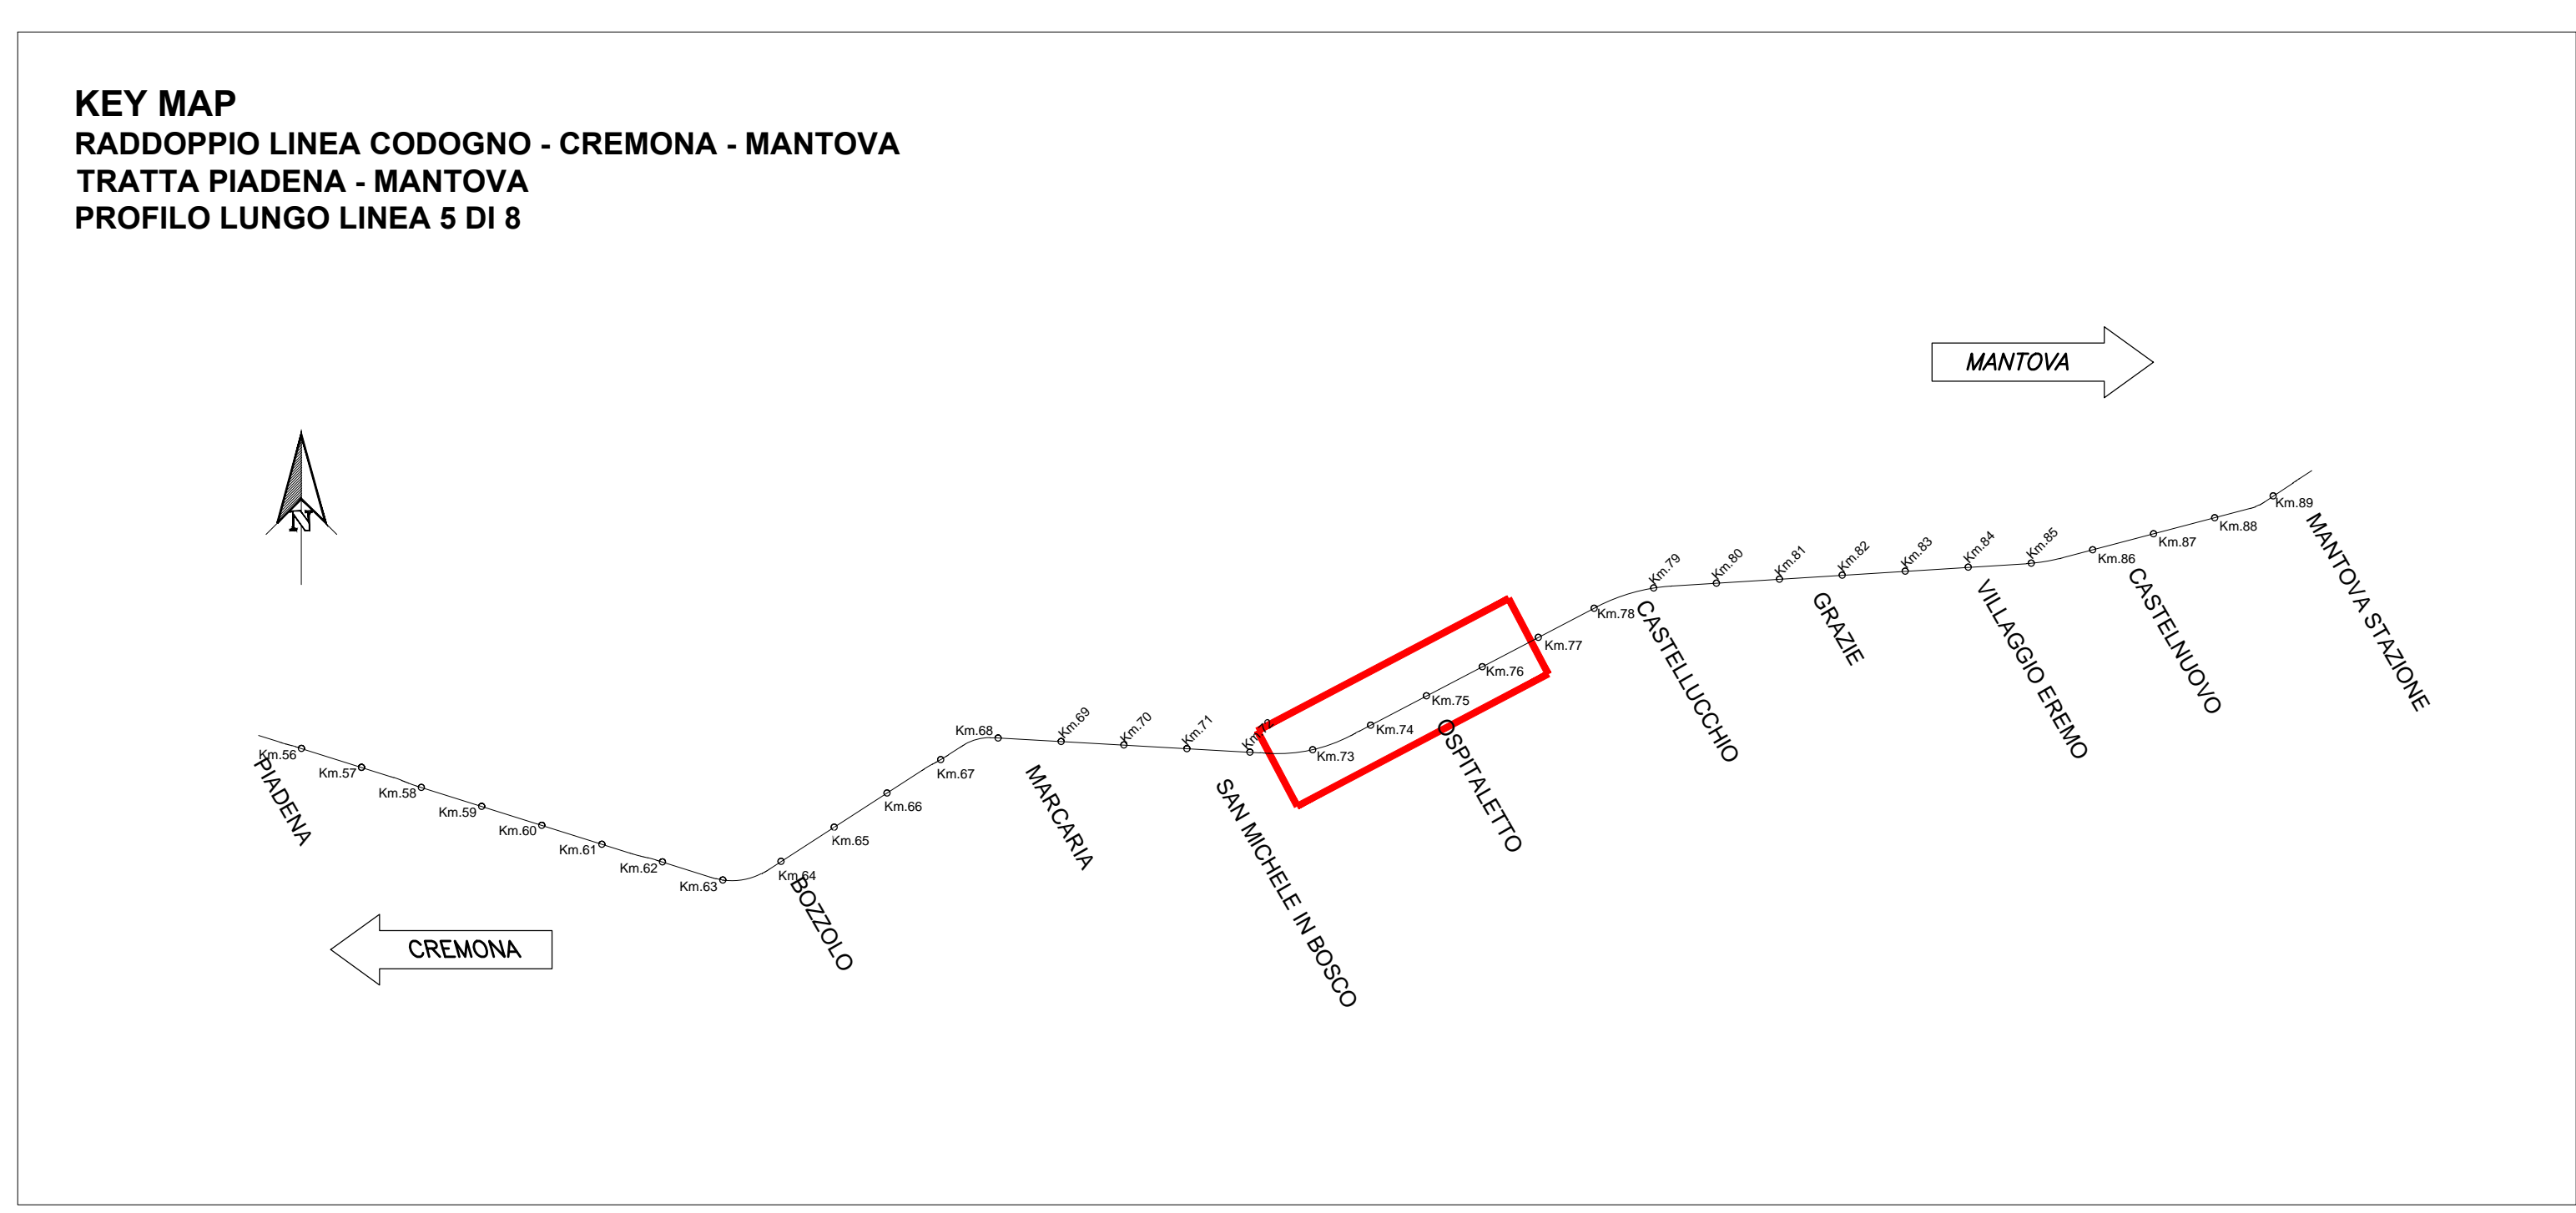 KEY MAP
RADDOPPIO LINEA CODOGNO - CREMONA - MANTOVA
TRATTA PIADENA - MANTOVA
PROFILO LUNGO LINEA 5 DI 8
MANTOVA
N
CREMONA
Km.56
Km.57
Km.58
Km.59
Km.60
Km.61
Km.62
Km.63
Km.64
Km.65
Km.66
Km.67
Km.68
Km.69
Km.70
Km.71
Km.72
Km.73
Km.74
Km.75
Km.76
Km.77
Km.78
Km.79
Km.80
Km.81
Km.82
Km.83
Km.84
Km.85
Km.86
Km.87
Km.88
Km.89
PIADENA
BOZZOLO
MARCARIA
SAN MICHELE IN BOSCO
OSPITALETTO
CASTELLUCCHIO
GRAZIE
VILLAGGIO EREMO
CASTELNUOVO
MANTOVA STAZIONE